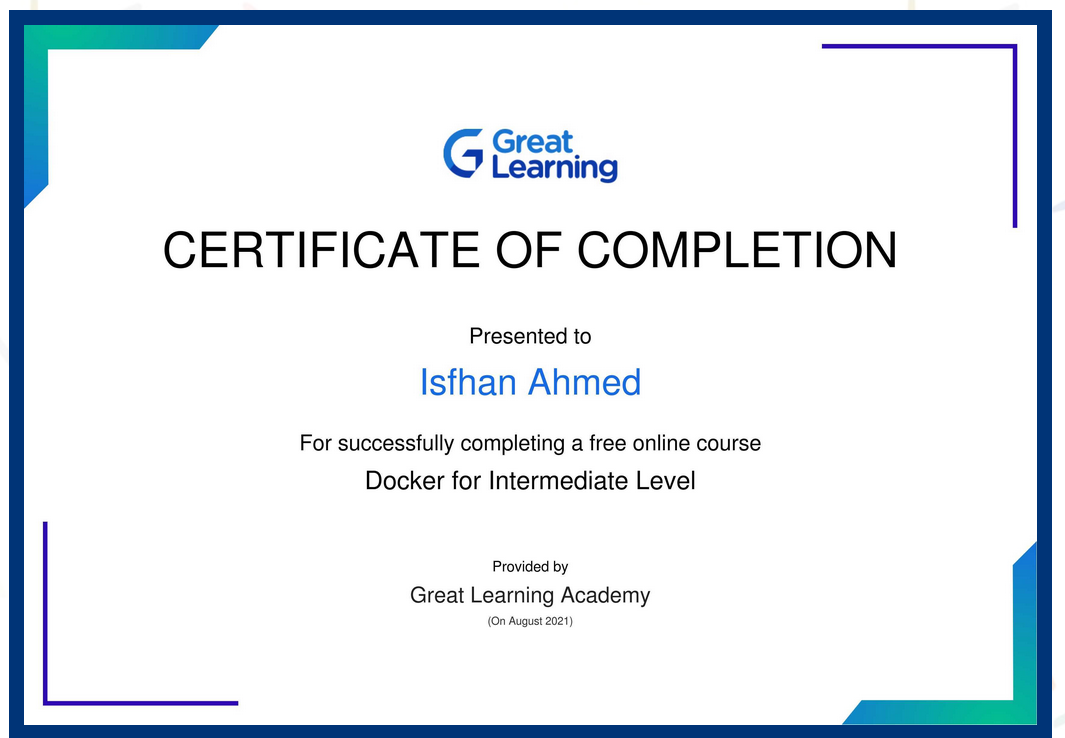 Great
Learning
CERTIFICATE OF COMPLETION
Presented to
Isfhan Ahmed
For successfully completing a free online course
Docker for Intermediate Level
Provided by
Great Learning Academy
(On August 2021)